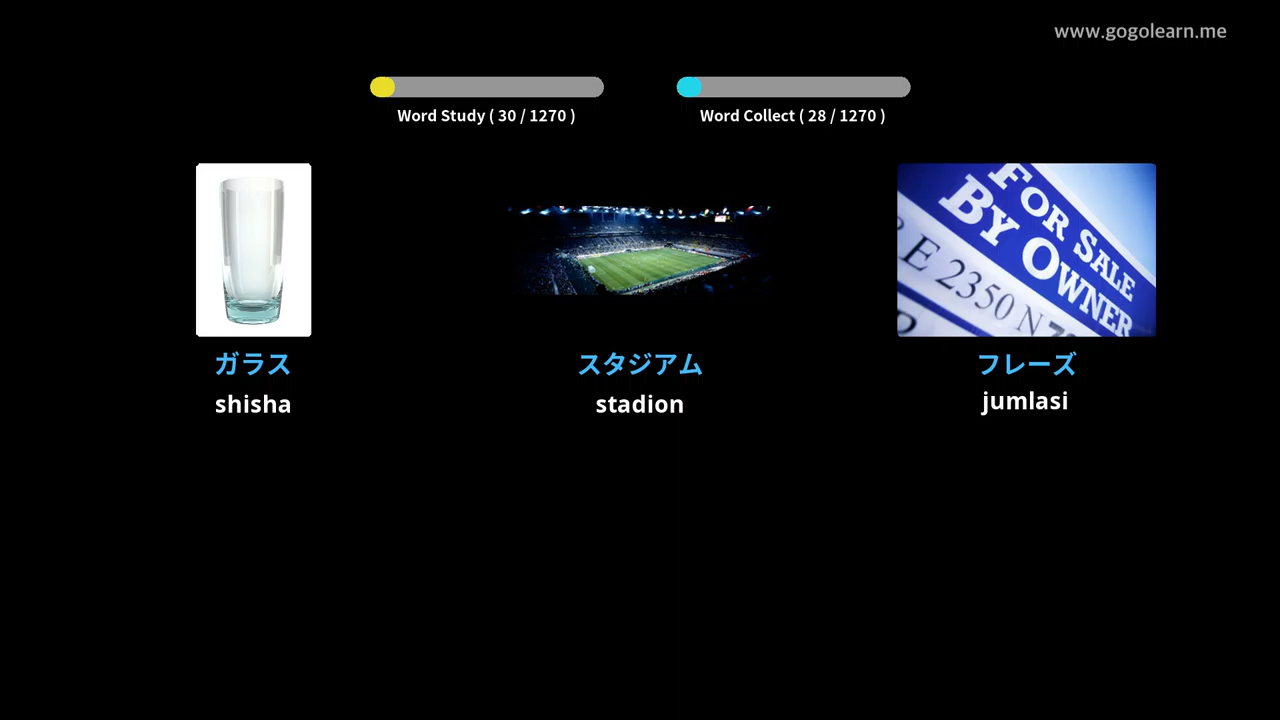 www.gogolearn.me
Word Study ( 30 / 1270 )
Word Collect ( 28 / 1270 )
FOR SALE
BY OWNER
E 2350 N
ガラス
スタジアム
フレーズ
shisha
stadion
jumlasi